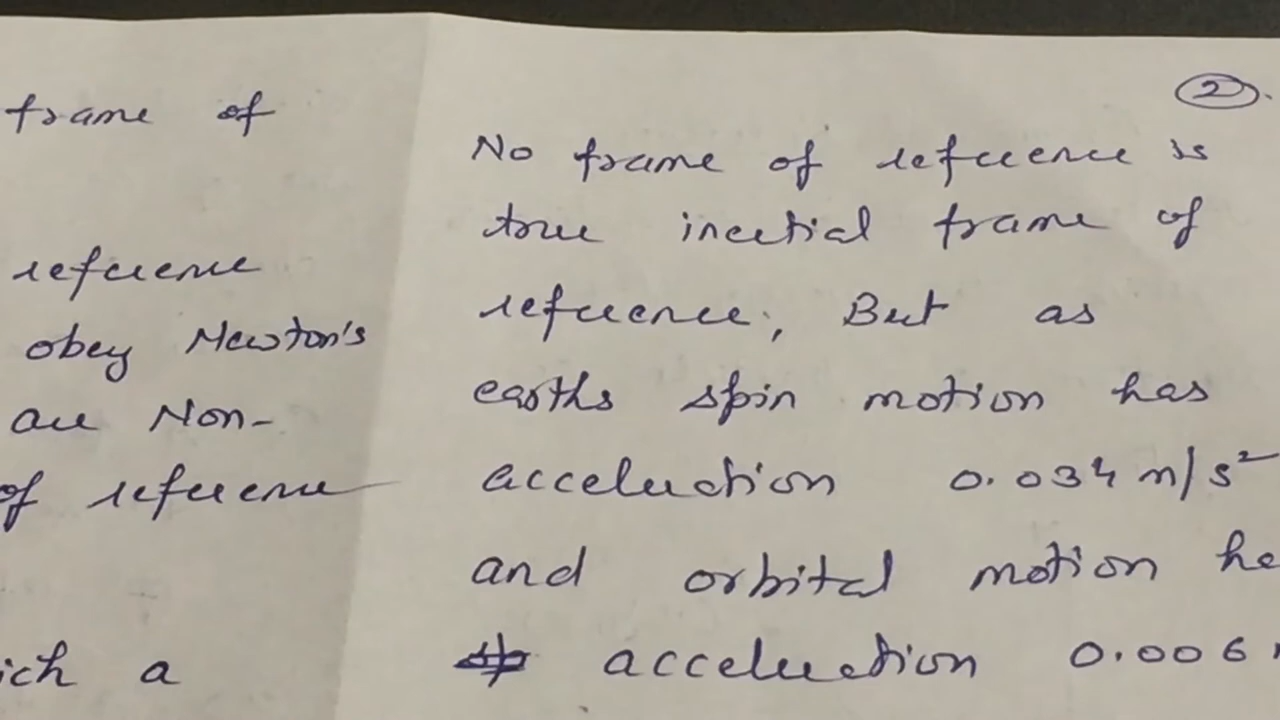 frame of
reference
obey Newton's
are Non-
of reference
ich a
2.
No frame of reference is
true inertial frame of
reference, But as
earths spin motion has
acceleration 0.034 m/s²
and orbital motion ha
acceleration 0.006